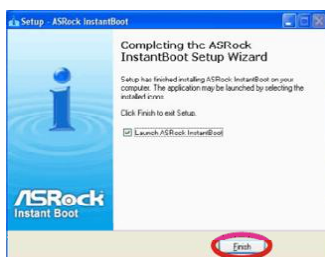 Setup - ASRock InstantBoot
Completing the ASRock
InstantBoot Setup Wizard
Setup has finished installing ASRock InstantBoot on your
computer. The application may be launched by selecting the
installed icons.
Click Finish to exit Setup.
Launch ASRock InstantBoot
ASRock
Instant Boot
Finish